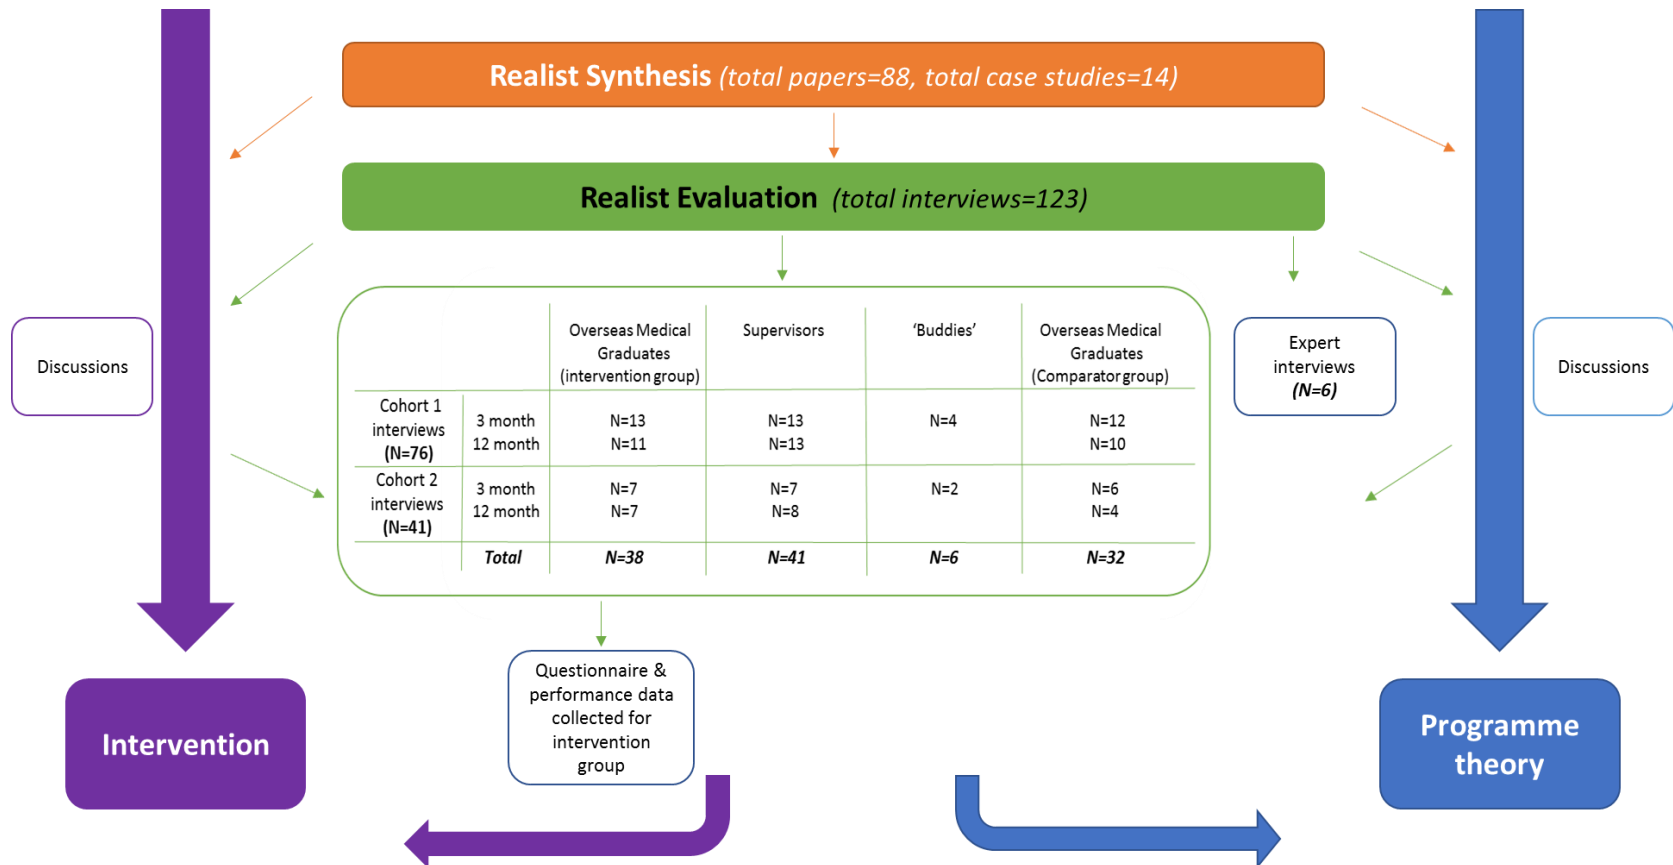 Realist Synthesis (total papers=88, total case studies=14)
Realist Evaluation (total interviews=123)
Discussions
Overseas Medical
Graduates
(intervention group)
Supervisors
‘Buddies’
Overseas Medical
Graduates
(Comparator group)
Cohort 1
interviews
(N=76)
3 month N=13 N=13 N=4 N=12
12 month N=11 N=13 N=10
Cohort 2
interviews
(N=41)
3 month N=7 N=7 N=2 N=6
12 month N=7 N=8 N=4
Total N=38 N=41 N=6 N=32
Expert
interviews
(N=6)
Discussions
Questionnaire &
performance data
collected for
intervention
group
Intervention
Programme
theory